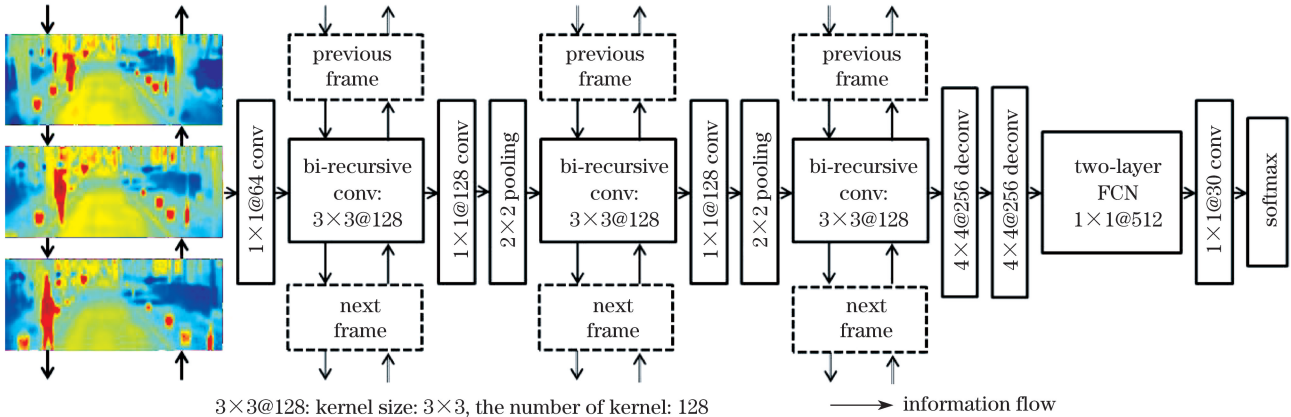 previous
frame
previous
frame
previous
frame
1×1@64 conv
bi-recursive
conv:
3×3@128
1×1@128 conv
2×2 pooling
bi-recursive
conv:
3×3@128
1×1@128 conv
2×2 pooling
bi-recursive
conv:
3×3@128
4×4@256 deconv
4×4@256 deconv
two-layer
FCN
1×1@512
1×1@30 conv
softmax
next
frame
next
frame
next
frame
3×3@128: kernel size: 3×3, the number of kernel: 128
information flow